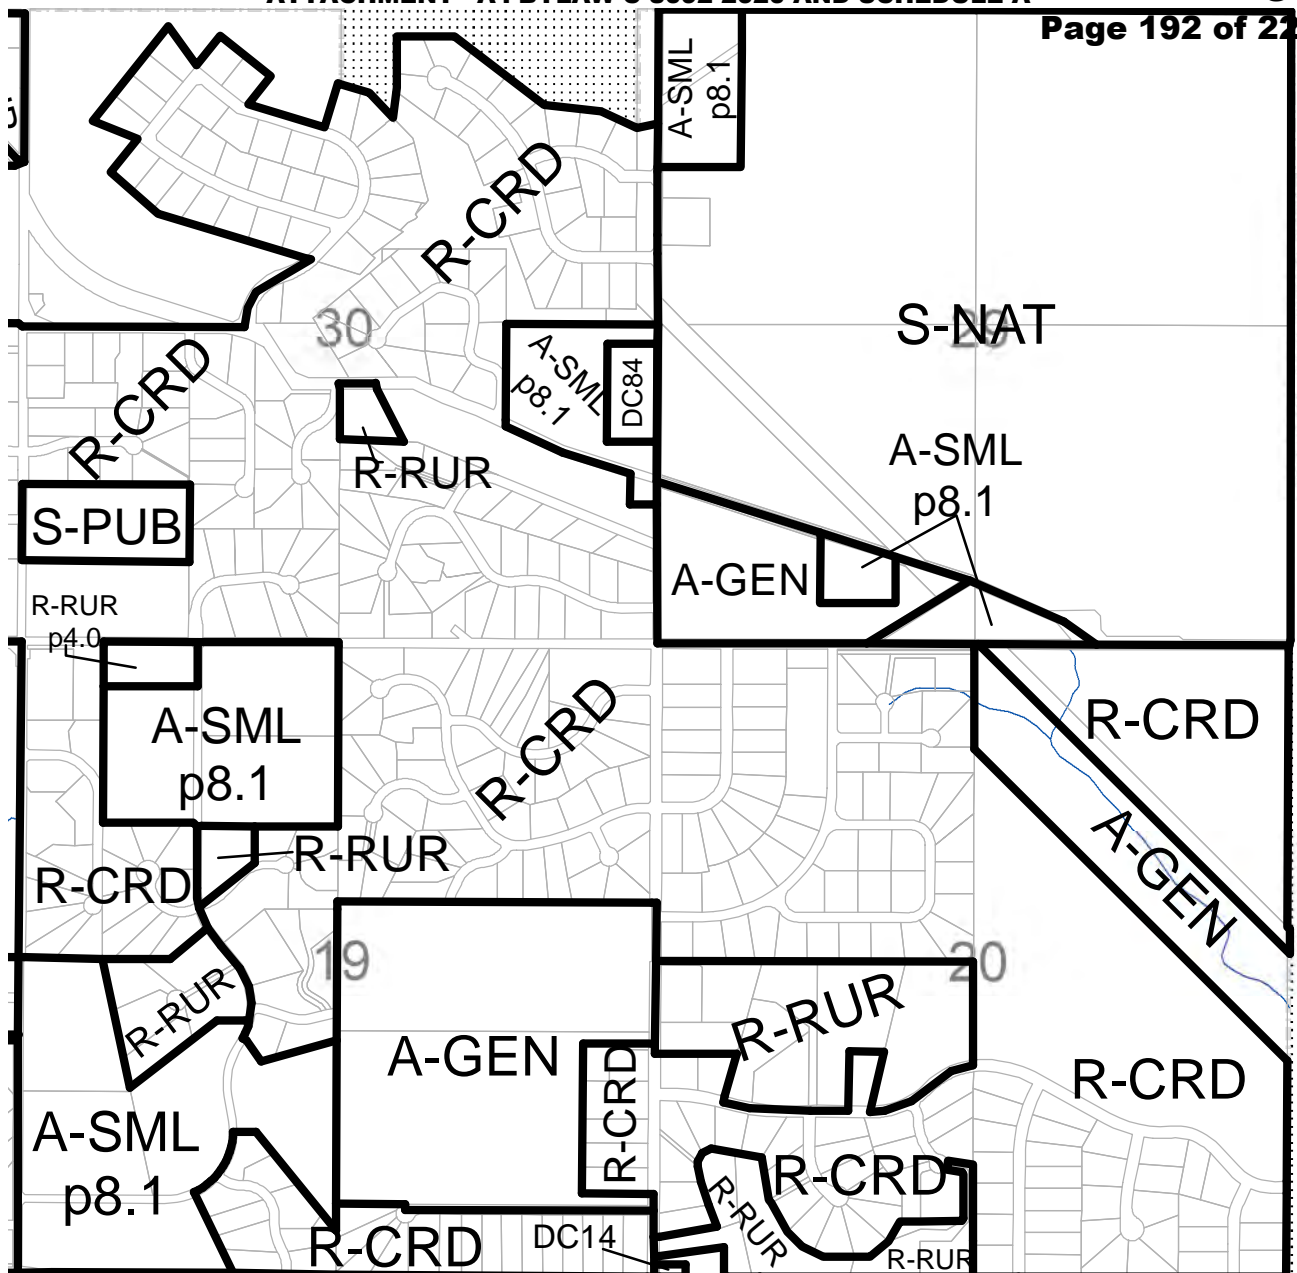 Page 192 of 22
A-SML
p8.1
R-CRD
S-NAT
30
29
R-CRD
A-SML
p8.1
DC84
R-RUR
A-SML
p8.1
S-PUB
A-GEN
R-RUR
p4.0
A-SML
p8.1
R-CRD
R-CRD
A-GEN
R-RUR
R-CRD
19
20
R-RUR
R-RUR
A-GEN
R-CRD
R-CRD
A-SML
p8.1
R-CRD
R-RUR
R-CRD
DC14
R-RUR